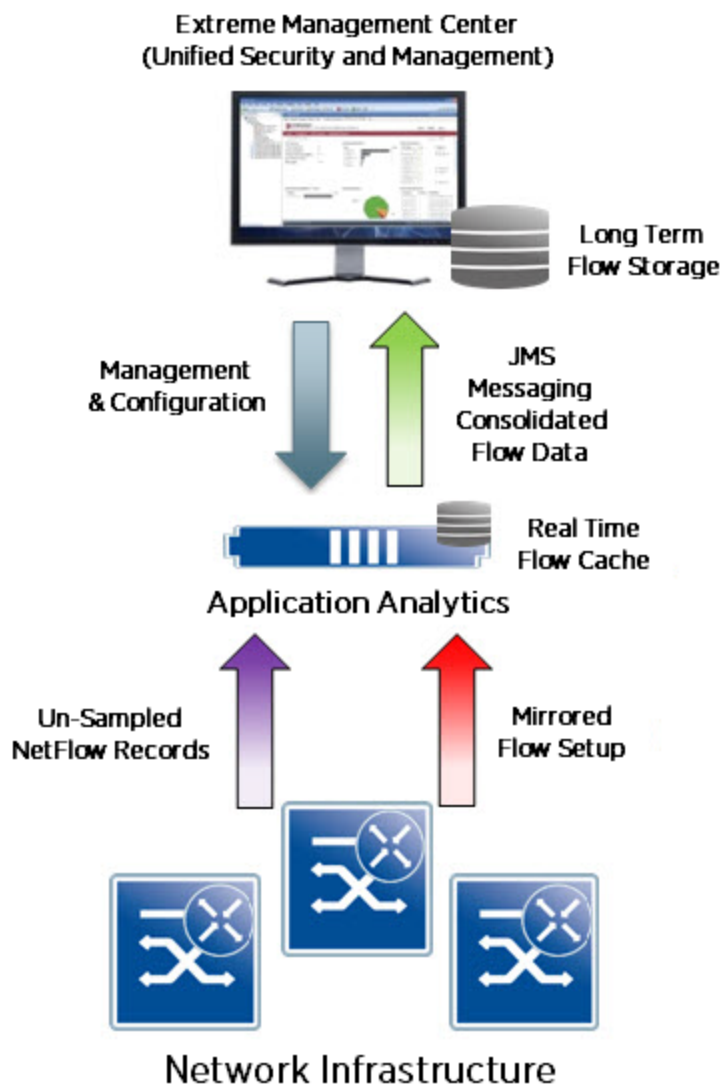 Extreme Management Center
(Unified Security and Management)
Long Term
Flow Storage
Management
& Configuration
JMS
Messaging
Consolidated
Flow Data
Real Time
Flow Cache
Application Analytics
Un-Sampled
NetFlow Records
Mirrored
Flow Setup
Network Infrastructure